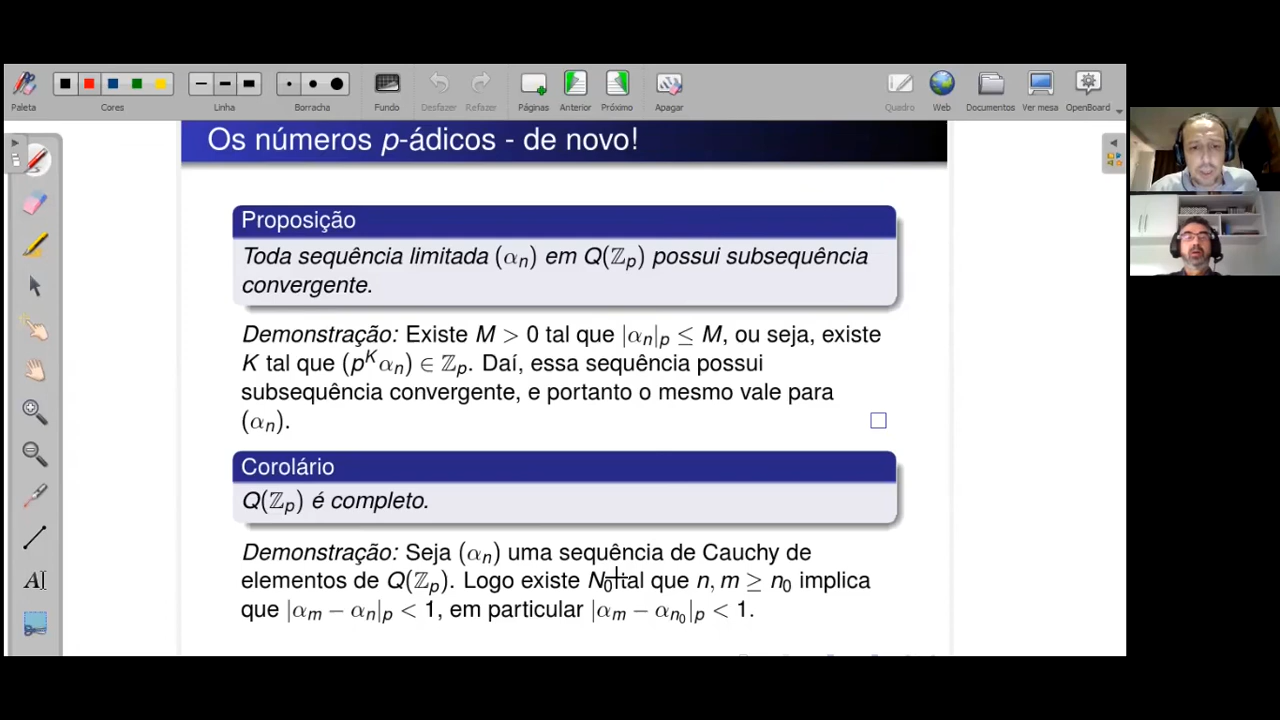 Paleta Cores Linha Borracha Fundo Desfazer Refazer Páginas Anterior Próximo Apagar Quadro Web Documentos Ver mesa OpenBoard
Os números p-ádicos - de novo!
Proposição
Toda sequência limitada (αₙ) em Q(ℤₚ) possui subsequência
convergente.
Demonstração: Existe M > 0 tal que |αₙ|ₚ ≤ M, ou seja, existe
K tal que (pᴷαₙ) ∈ ℤₚ. Daí, essa sequência possui
subsequência convergente, e portanto o mesmo vale para
(αₙ).
Corolário
Q(ℤₚ) é completo.
Demonstração: Seja (αₙ) uma sequência de Cauchy de
elementos de Q(ℤₚ). Logo existe N₀ tal que n, m ≥ n₀ implica
que |αₘ − αₙ|ₚ < 1, em particular |αₘ − αₙ₀|ₚ < 1.